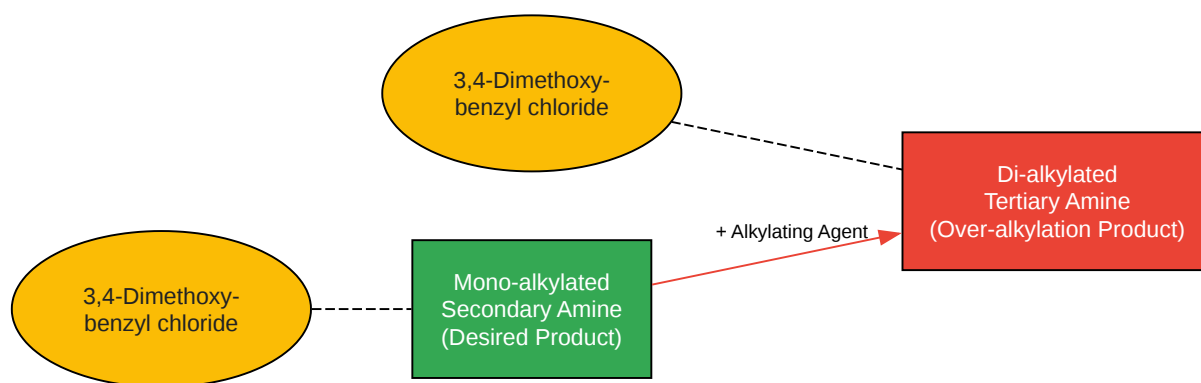 3,4-Dimethoxy-
benzyl chloride
Di-alkylated
Tertiary Amine
(Over-alkylation Product)
+ Alkylating Agent
3,4-Dimethoxy-
benzyl chloride
Mono-alkylated
Secondary Amine
(Desired Product)